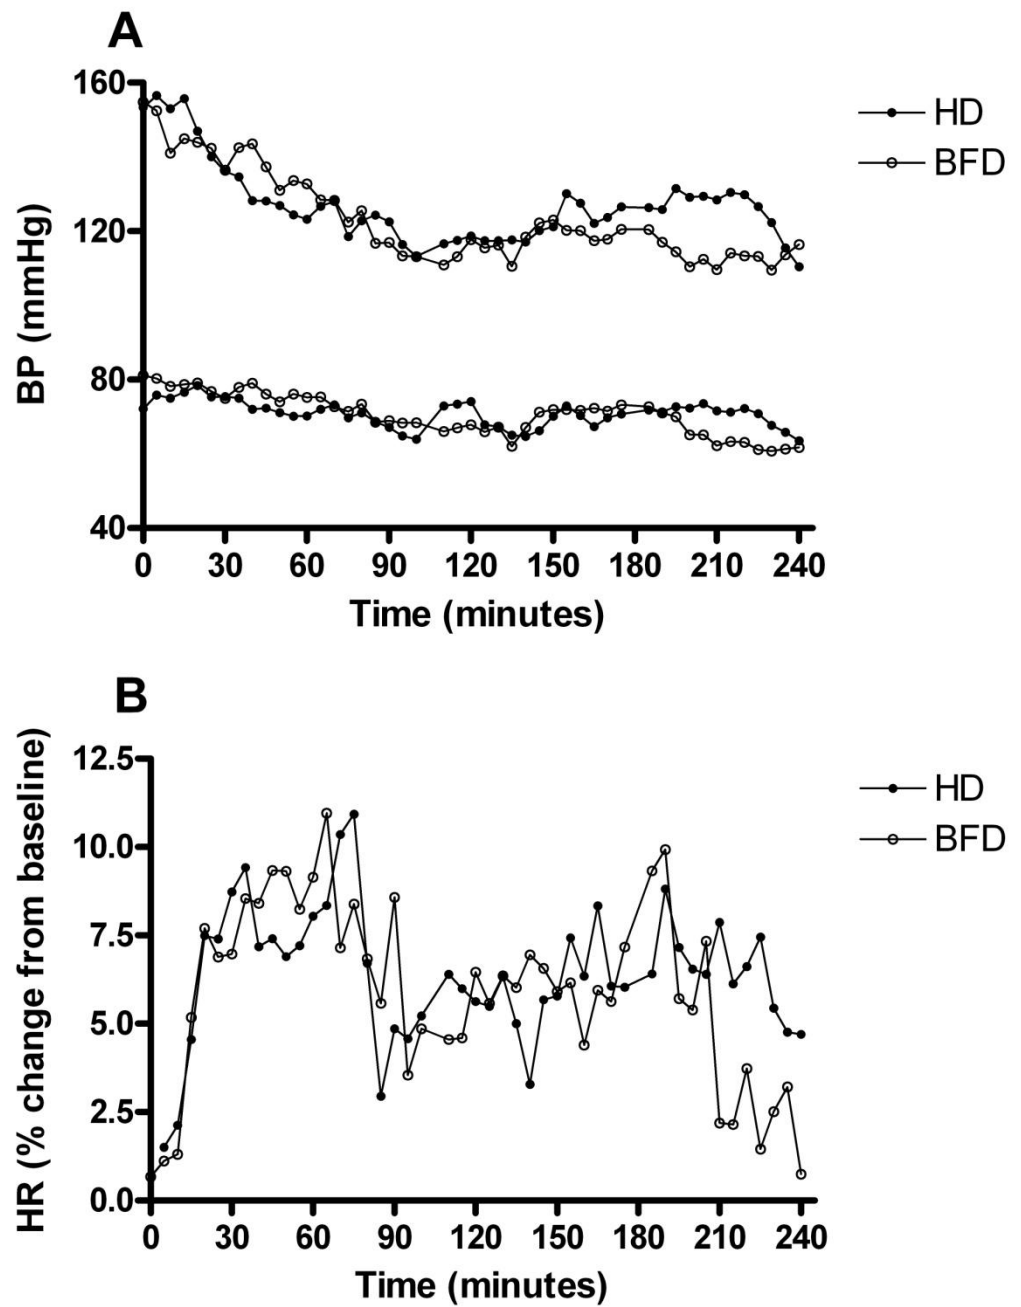 A
160
120
80
40
BP (mmHg)
0 30 60 90 120 150 180 210 240
Time (minutes)
HD
BFD
B
12.5
10.0
7.5
5.0
2.5
0.0
HR (% change from baseline)
0 30 60 90 120 150 180 210 240
Time (minutes)
HD
BFD